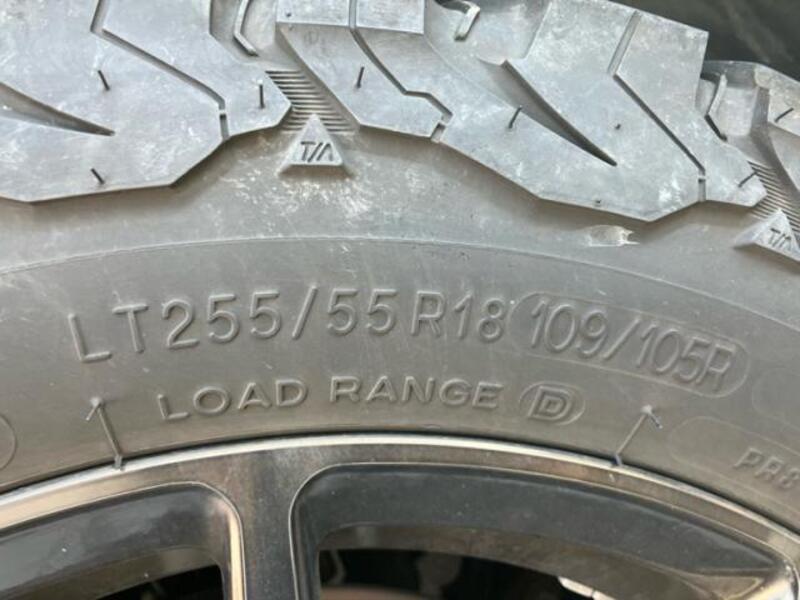 T/A
T/A
LT255/55R18 109/105R
LOAD RANGE D
PR8